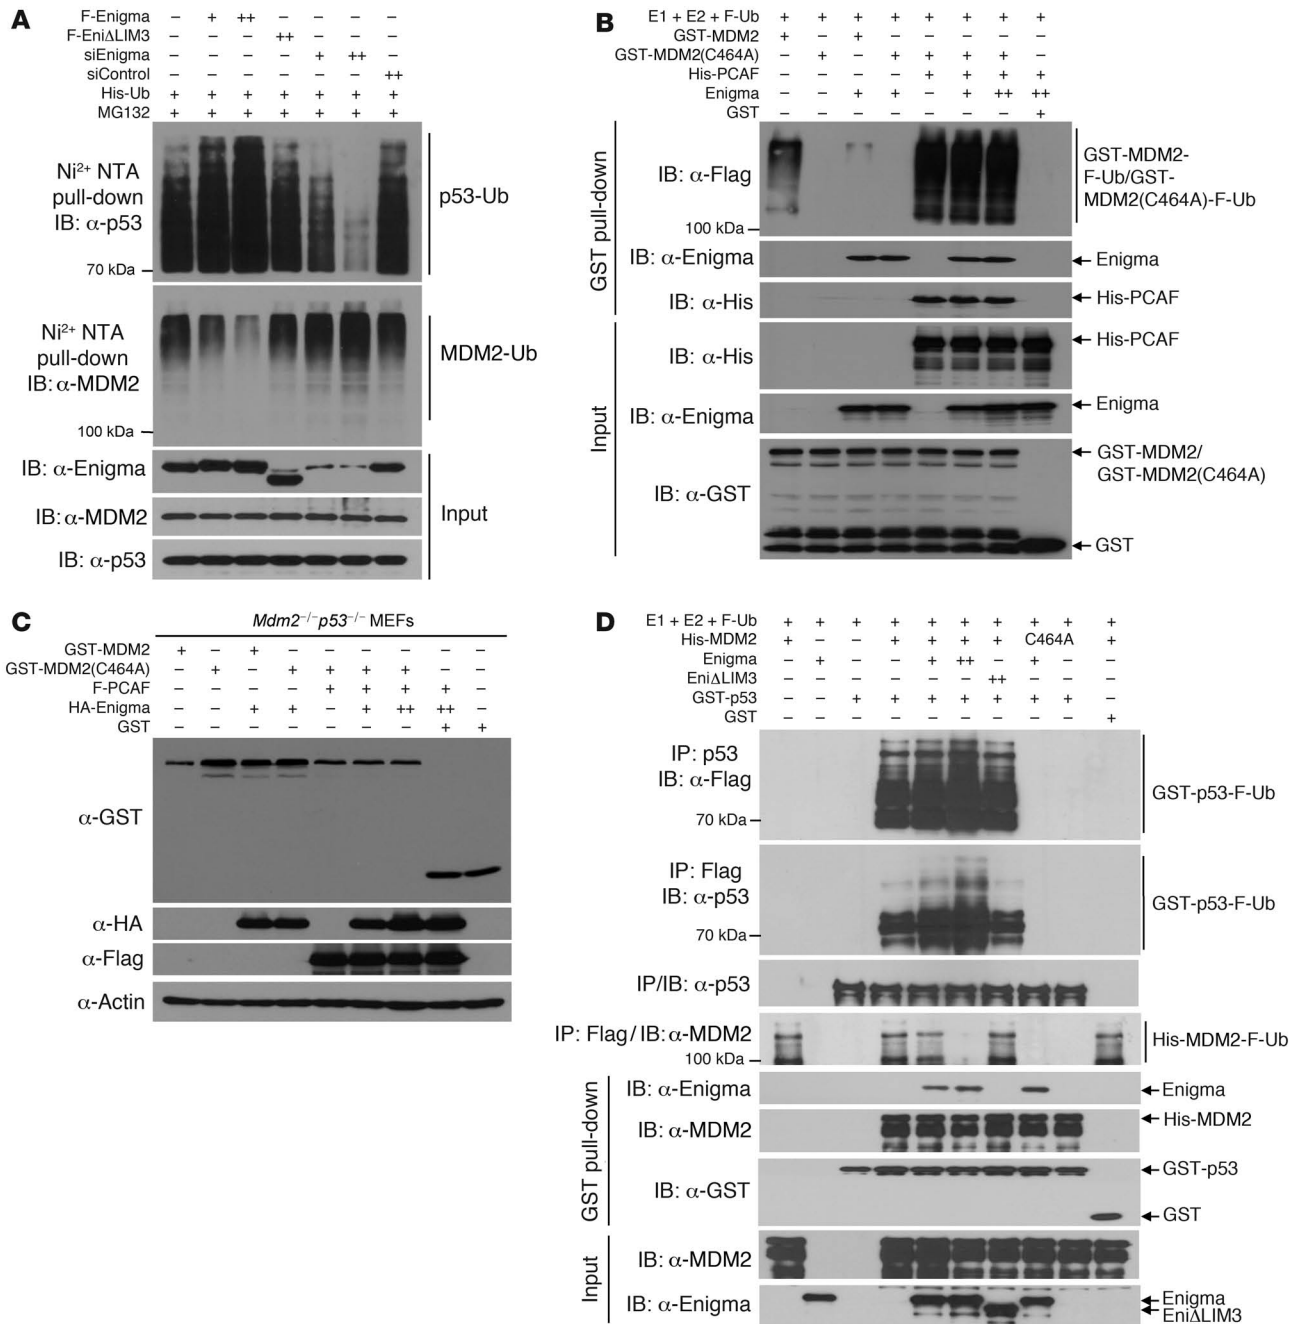 A
F-Enigma – + ++ – – – –
F-EniΔLIM3 – – – ++ – – –
siEnigma – – – – + ++ –
siControl – – – – – – ++
His-Ub + + + + + + +
MG132 + + + + + + +
Ni²⁺ NTA
pull-down
IB: α-p53
70 kDa
p53-Ub
Ni²⁺ NTA
pull-down
IB: α-MDM2
100 kDa
MDM2-Ub
IB: α-Enigma
IB: α-MDM2
IB: α-p53
Input
B
E1 + E2 + F-Ub + + + + + + + +
GST-MDM2 + – + – – – – –
GST-MDM2(C464A) – + – + + + + –
His-PCAF – – – – + + + +
Enigma – – + + – + ++ ++
GST – – – – – – – +
GST pull-down
IB: α-Flag
100 kDa
GST-MDM2-
F-Ub/GST-
MDM2(C464A)-F-Ub
IB: α-Enigma
Enigma
IB: α-His
His-PCAF
Input
IB: α-His
His-PCAF
IB: α-Enigma
Enigma
IB: α-GST
GST-MDM2/
GST-MDM2(C464A)
GST
C
Mdm2⁻/⁻p53⁻/⁻ MEFs
GST-MDM2 + – + – – – – – –
GST-MDM2(C464A) – + – + + + + – –
F-PCAF – – – – + + + + –
HA-Enigma – – + + – + ++ ++ –
GST – – – – – – – + +
α-GST
α-HA
α-Flag
α-Actin
D
E1 + E2 + F-Ub + + + + + + + + + +
His-MDM2 + – – + + + + C464A +
Enigma – + – – + ++ – + – –
EniΔLIM3 – – – – – – ++ – – –
GST-p53 – – + + + + + + + –
GST – – – – – – – – – +
IP: p53
IB: α-Flag
70 kDa
GST-p53-F-Ub
IP: Flag
IB: α-p53
70 kDa
GST-p53-F-Ub
IP/IB: α-p53
IP: Flag/IB: α-MDM2
100 kDa
His-MDM2-F-Ub
GST pull-down
IB: α-Enigma
Enigma
IB: α-MDM2
His-MDM2
IB: α-GST
GST-p53
GST
Input
IB: α-MDM2
IB: α-Enigma
Enigma
EniΔLIM3